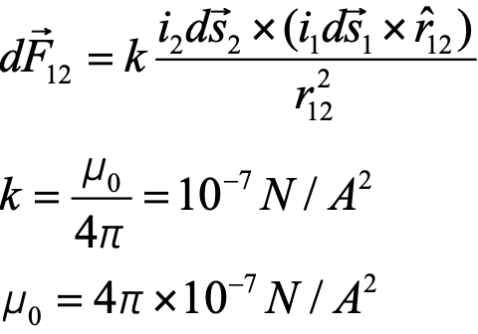 dF⃗₁₂ = k i₂ds⃗₂ × (i₁ds⃗₁ × r̂₁₂) / r₁₂²
k = μ₀ / 4π = 10⁻⁷ N / A²
μ₀ = 4π × 10⁻⁷ N / A²